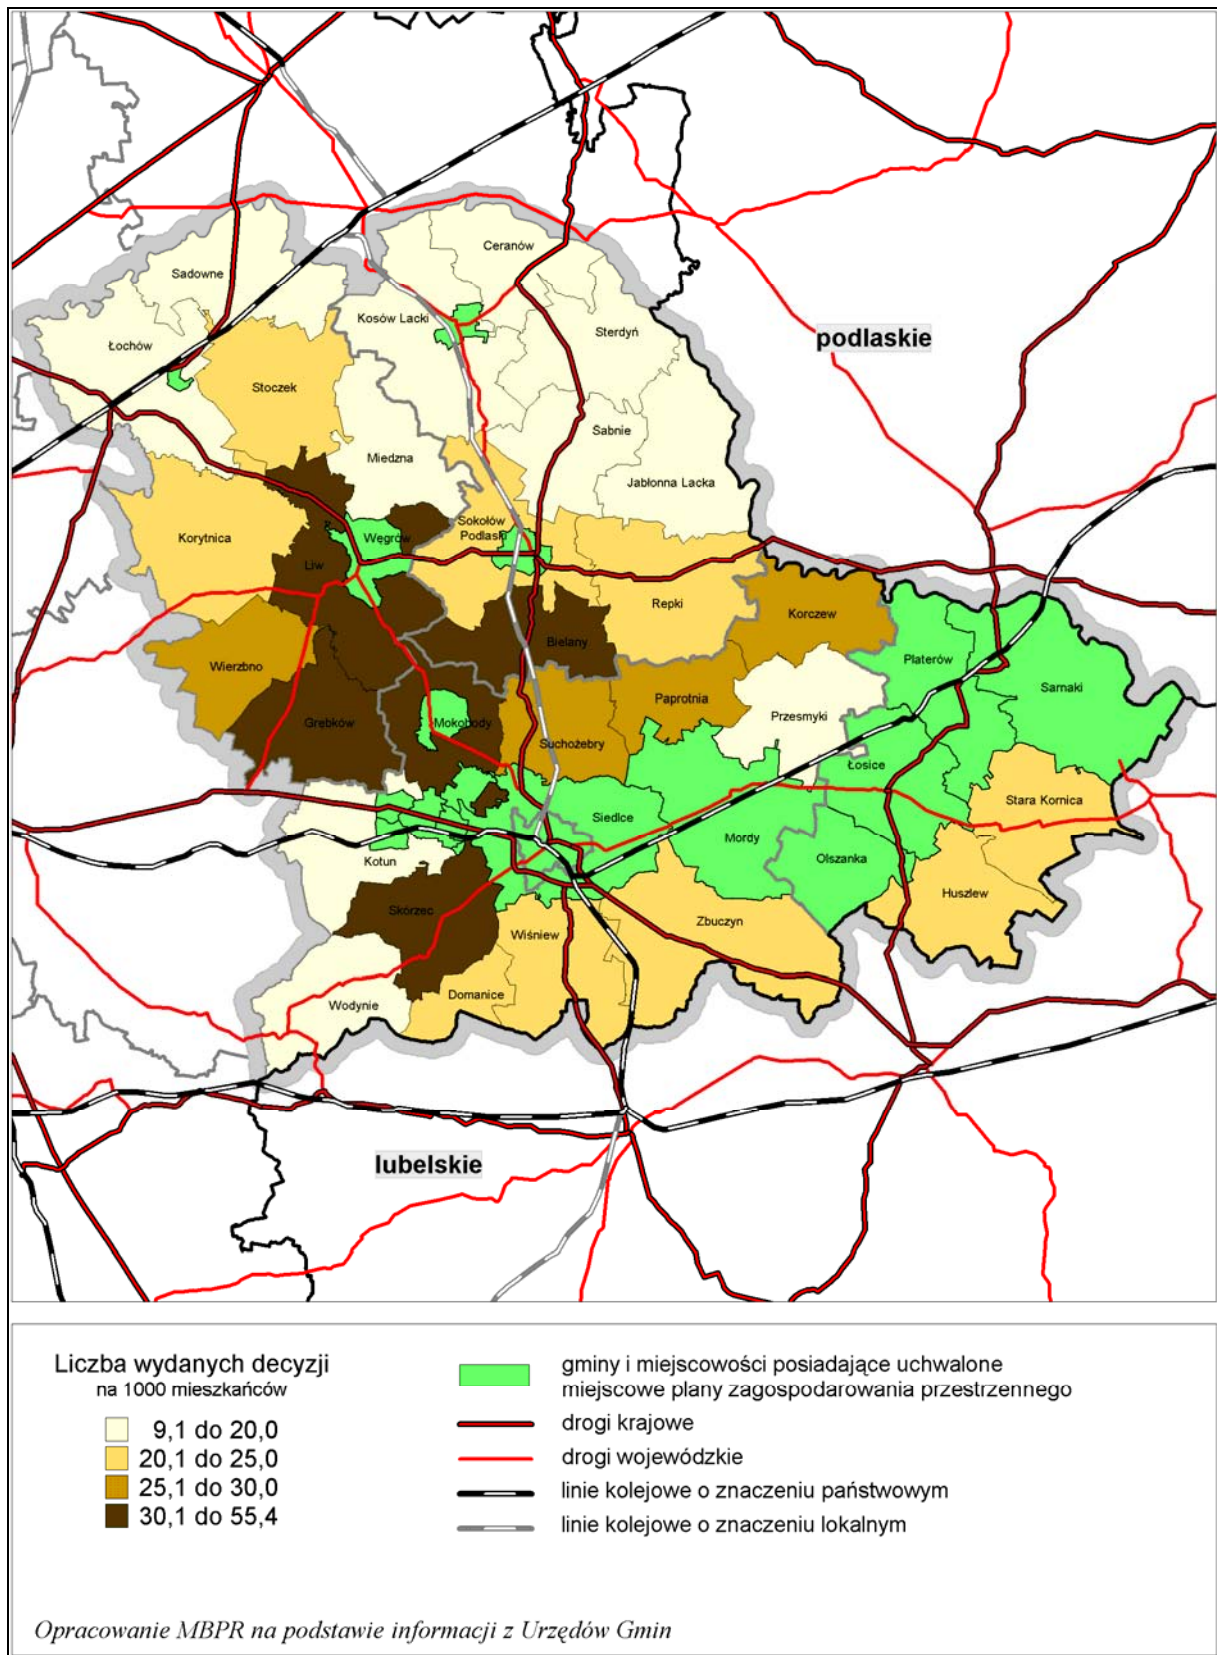 Ceranów
Sadowne
Kosów Lacki
Sterdyń
podlaskie
Łochów
Stoczek
Sabnie
Miedzna
Jabłonna Lacka
Sokołów
Podlaski
Węgrów
Korytnica
Liw
Repki
Korczew
Bielany
Platerów
Wierzbno
Sarnaki
Paprotnia
Przesmyki
Grębków
Mokobody
Suchożebry
Łosice
Stara Kornica
Siedlce
Mordy
Kotuń
Olszanka
Huszlew
Skórzec
Zbuczyn
Wiśniew
Domanice
Wodynie
lubelskie
Liczba wydanych decyzji
na 1000 mieszkańców
9,1 do 20,0
20,1 do 25,0
25,1 do 30,0
30,1 do 55,4
gminy i miejscowości posiadające uchwalone
miejscowe plany zagospodarowania przestrzennego
drogi krajowe
drogi wojewódzkie
linie kolejowe o znaczeniu państwowym
linie kolejowe o znaczeniu lokalnym
Opracowanie MBPR na podstawie informacji z Urzędów Gmin